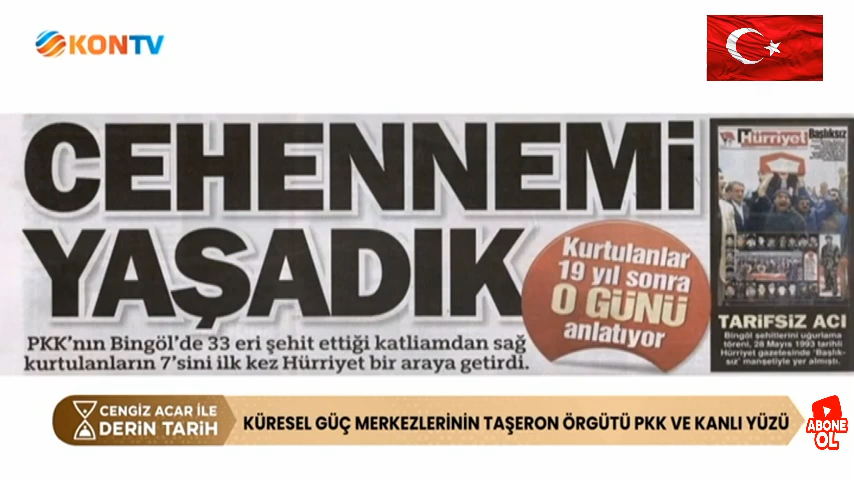 KONTV
CEHENNEMİ
YAŞADIK
Kurtulanlar
19 yıl sonra
O GÜNÜ
anlatıyor
PKK'nın Bingöl'de 33 eri şehit ettiği katliamdan sağ
kurtulanların 7'sini ilk kez Hürriyet bir araya getirdi.
Hürriyet
Başlıksız
TARİFSİZ ACI
Bingöl şehitlerini uğurlama
töreni, 28 Mayıs 1993 tarihli
Hürriyet gazetesinde 'Başlık-
sız' manşetiyle yer almıştı.
CENGİZ ACAR İLE
DERİN TARİH
KÜRESEL GÜÇ MERKEZLERİNİN TAŞERON ÖRGÜTÜ PKK VE KANLI YÜZÜ
ABONE
OL